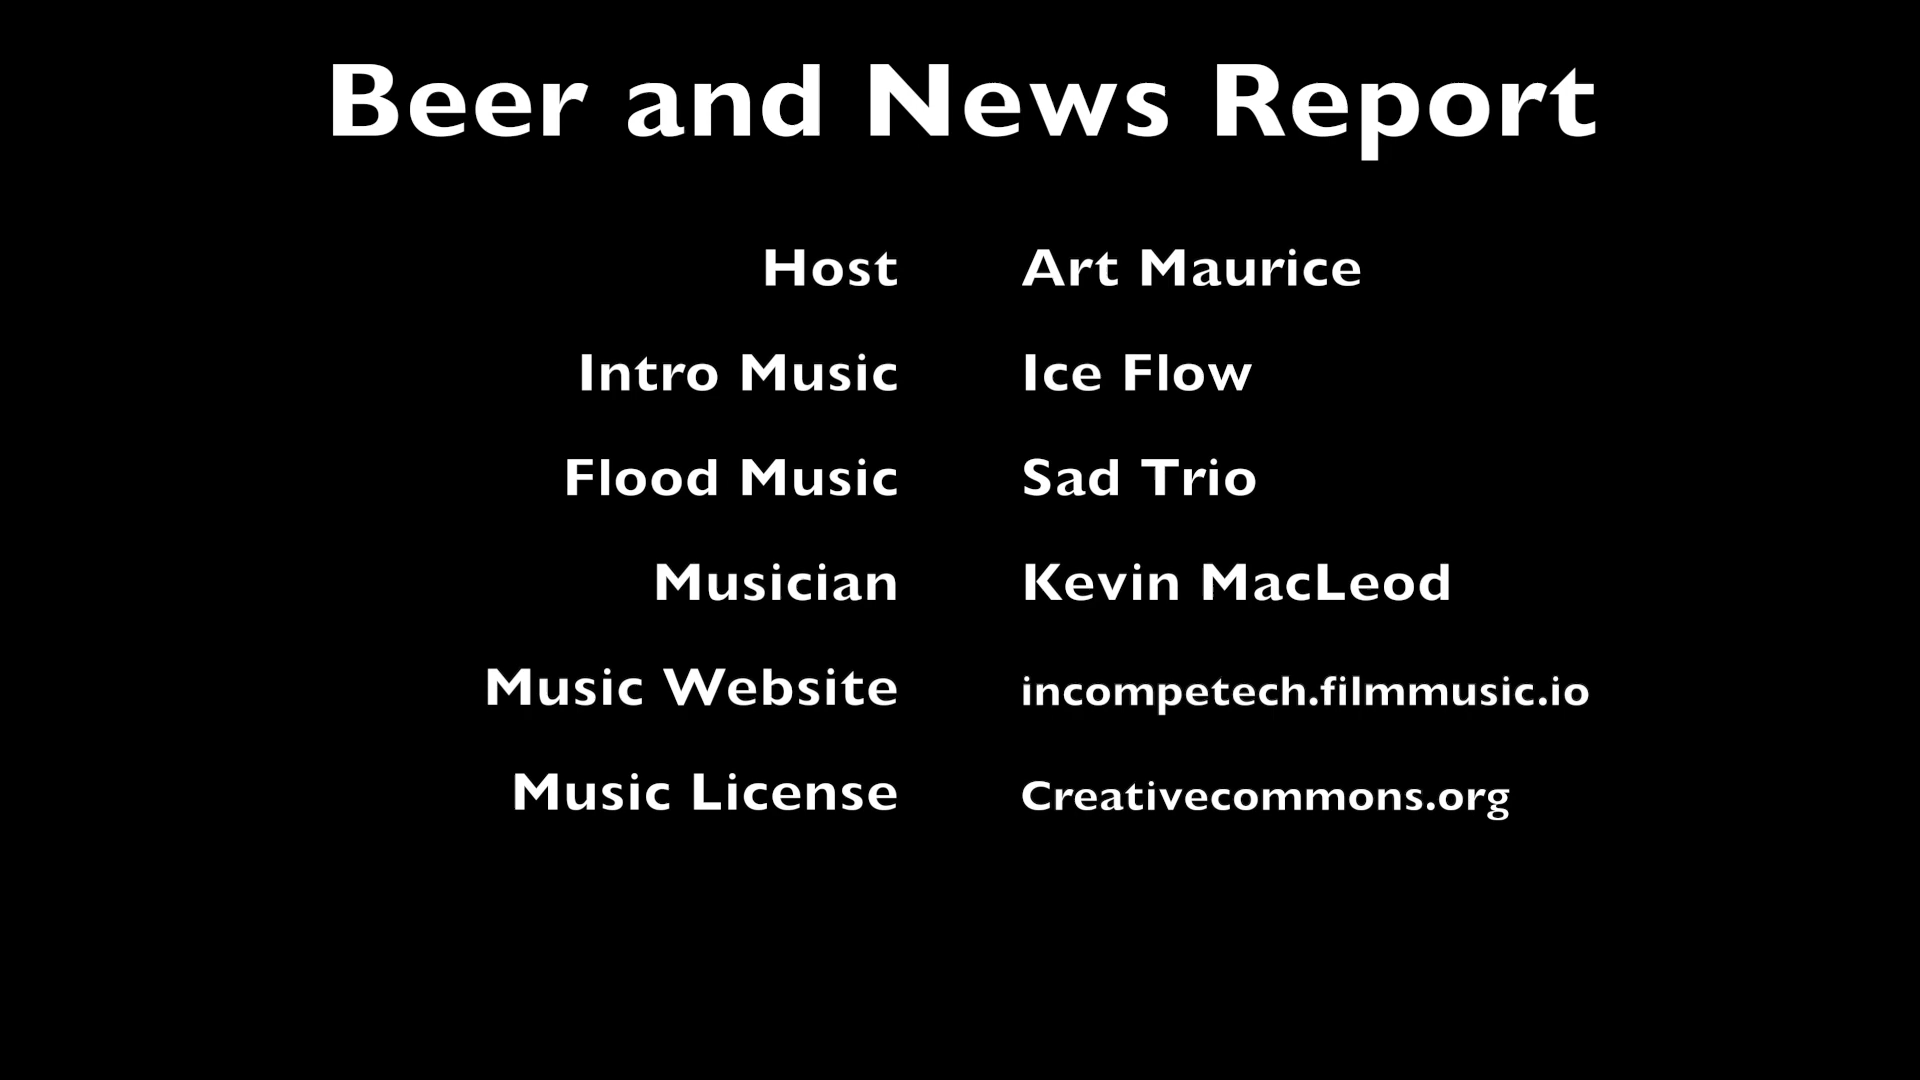 Beer and News Report
Host Art Maurice
Intro Music Ice Flow
Flood Music Sad Trio
Musician Kevin MacLeod
Music Website incompetech.filmmusic.io
Music License Creativecommons.org